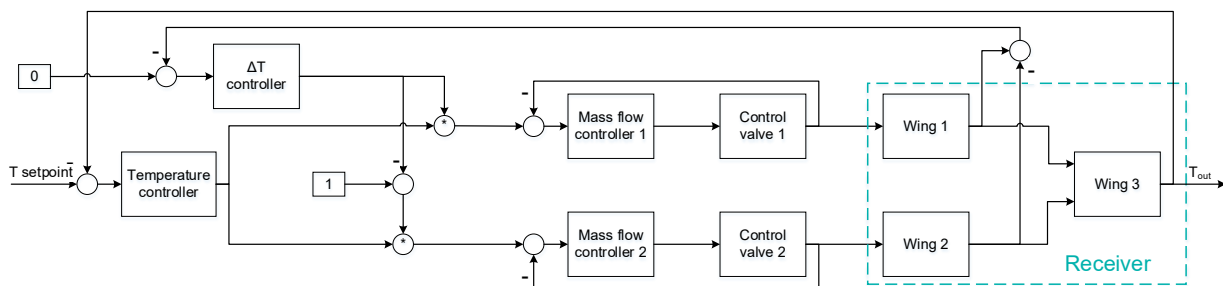 -
0
ΔT
controller
-
-
*
-
Mass flow
controller 1
Control
valve 1
Wing 1
T setpoint
-
Temperature
controller
-
1
Wing 3
T_out
*
Mass flow
controller 2
Control
valve 2
Wing 2
-
Receiver